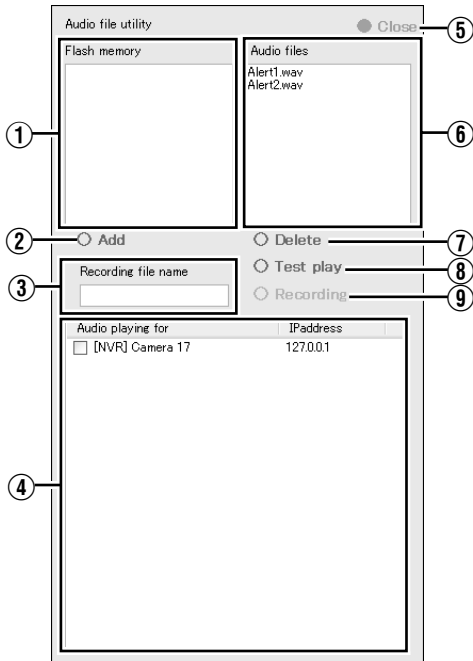 Audio file utility
Close
⑤
Flash memory
Audio files
Alert1.wav
Alert2.wav
①
⑥
②
Add
Delete
⑦
③
Recording file name
Test play
⑧
Recording
⑨
Audio playing for
IPaddress
[NVR] Camera 17
127.0.0.1
④